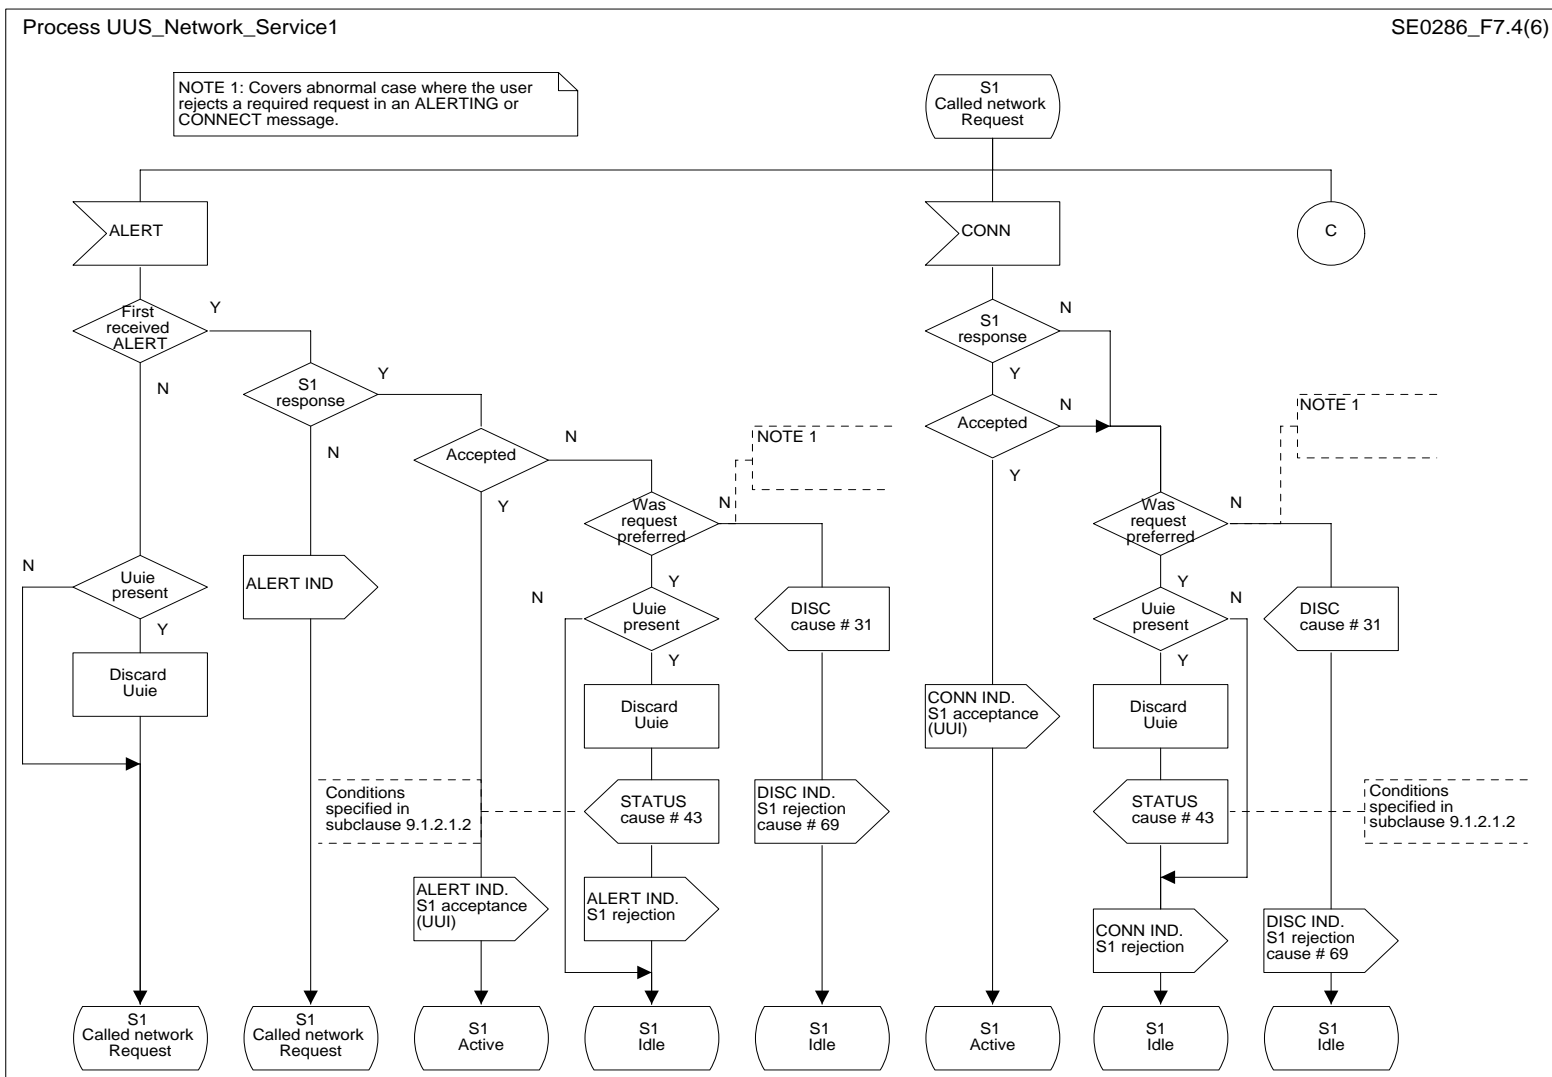 Process UUS_Network_Service1
SE0286_F7.4(6)
NOTE 1: Covers abnormal case where the user
rejects a required request in an ALERTING or
CONNECT message.
S1
Called network
Request
ALERT
CONN
C
First
received
ALERT
Y
N
S1
response
Y
N
Accepted
N
Y
NOTE 1
Was
request
preferred
N
Y
N
Uuie
present
Y
Discard
Uuie
ALERT IND
N
Uuie
present
Y
Discard
Uuie
DISC
cause # 31
Conditions
specified in
subclause 9.1.2.1.2
STATUS
cause # 43
DISC IND.
S1 rejection
cause # 69
ALERT IND.
S1 acceptance
(UUI)
ALERT IND.
S1 rejection
S1
response
N
Y
Accepted
N
Y
NOTE 1
Was
request
preferred
N
Y
Uuie
present
N
Y
DISC
cause # 31
CONN IND.
S1 acceptance
(UUI)
Discard
Uuie
STATUS
cause # 43
Conditions
specified in
subclause 9.1.2.1.2
CONN IND.
S1 rejection
DISC IND.
S1 rejection
cause # 69
S1
Called network
Request
S1
Called network
Request
S1
Active
S1
Idle
S1
Idle
S1
Active
S1
Idle
S1
Idle